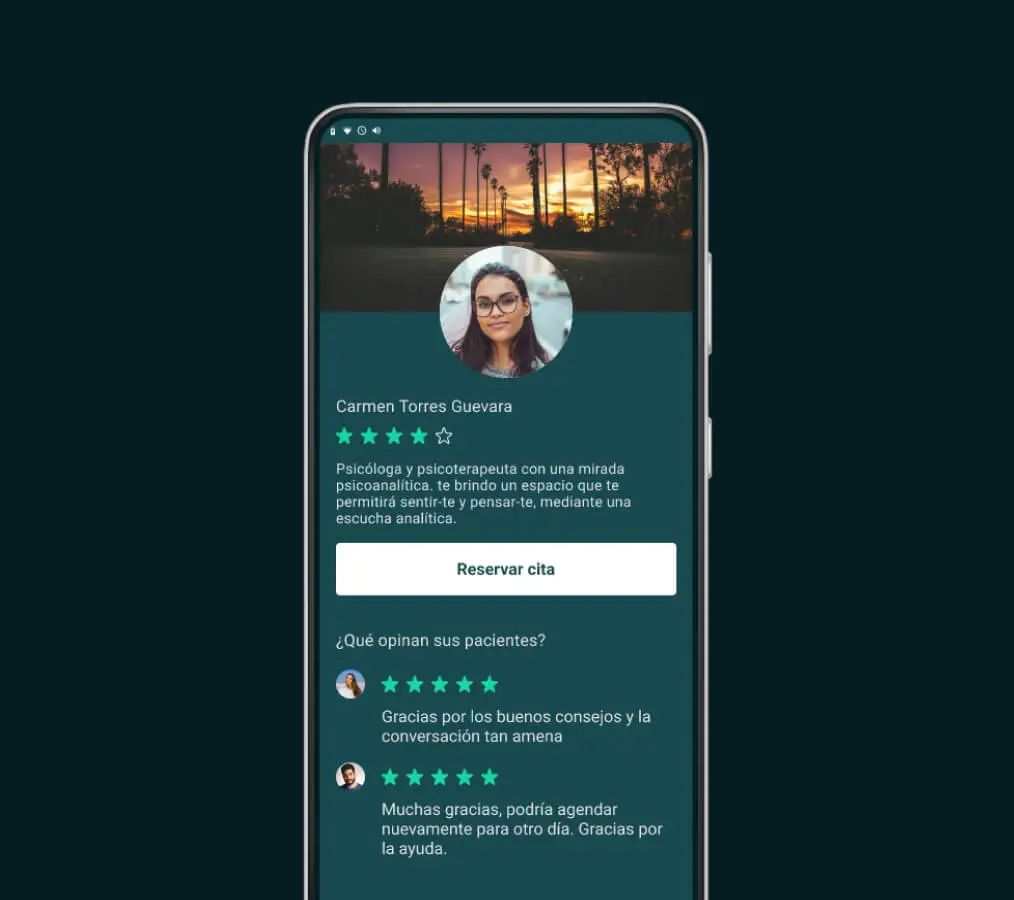 Carmen Torres Guevara
Psicóloga y psicoterapeuta con una mirada
psicoanalítica. te brindo un espacio que te
permitirá sentir-te y pensar-te, mediante una
escucha analítica.
Reservar cita
¿Qué opinan sus pacientes?
Gracias por los buenos consejos y la
conversación tan amena
Muchas gracias, podría agendar
nuevamente para otro día. Gracias por
la ayuda.